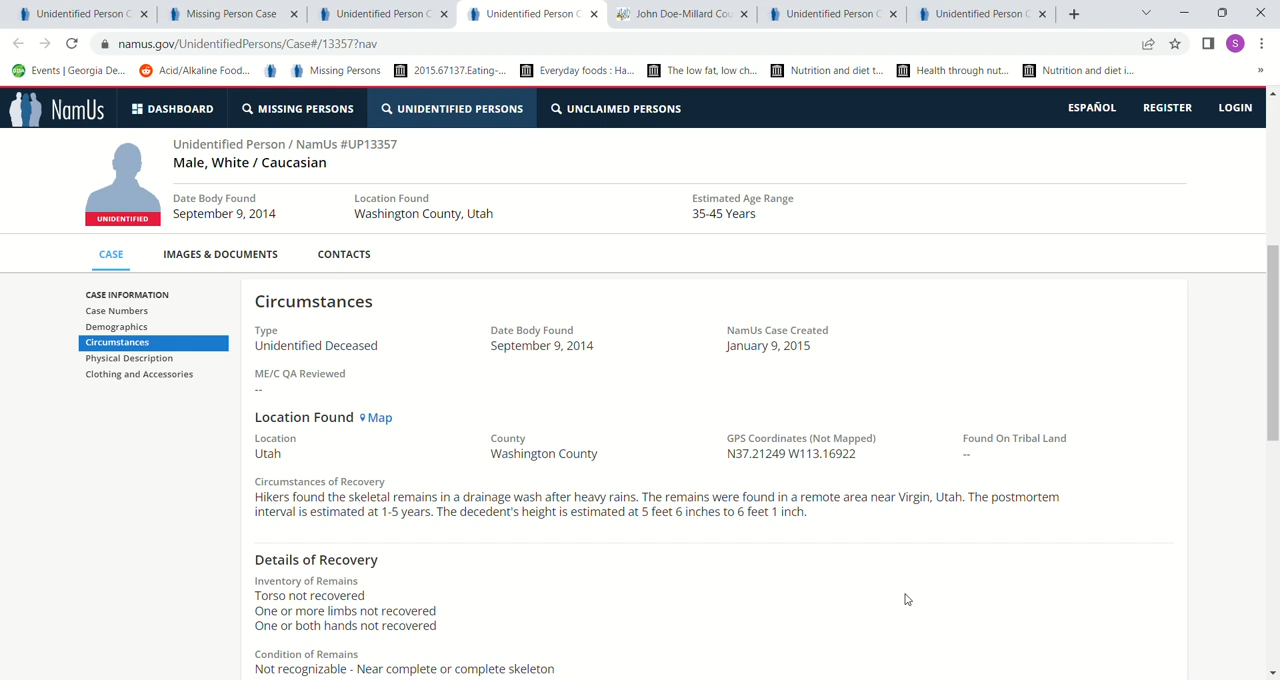 Unidentified Person C
Missing Person Case
Unidentified Person C
Unidentified Person C
John Doe-Millard Cou
Unidentified Person C
Unidentified Person C
namus.gov/UnidentifiedPersons/Case#/13357?nav
S
Events | Georgia De...
Acid/Alkaline Food...
Missing Persons
2015.67137.Eating-...
Everyday foods : Ha...
The low fat, low ch...
Nutrition and diet t...
Health through nut...
Nutrition and diet i...
»
NamUs
DASHBOARD
MISSING PERSONS
UNIDENTIFIED PERSONS
UNCLAIMED PERSONS
ESPAÑOL
REGISTER
LOGIN
Unidentified Person / NamUs #UP13357
Male, White / Caucasian
UNIDENTIFIED
Date Body Found
September 9, 2014
Location Found
Washington County, Utah
Estimated Age Range
35-45 Years
CASE
IMAGES & DOCUMENTS
CONTACTS
CASE INFORMATION
Case Numbers
Demographics
Circumstances
Physical Description
Clothing and Accessories
Circumstances
Type
Unidentified Deceased
Date Body Found
September 9, 2014
NamUs Case Created
January 9, 2015
ME/C QA Reviewed
--
Location Found Map
Location
Utah
County
Washington County
GPS Coordinates (Not Mapped)
N37.21249 W113.16922
Found On Tribal Land
--
Circumstances of Recovery
Hikers found the skeletal remains in a drainage wash after heavy rains. The remains were found in a remote area near Virgin, Utah. The postmortem
interval is estimated at 1-5 years. The decedent's height is estimated at 5 feet 6 inches to 6 feet 1 inch.
Details of Recovery
Inventory of Remains
Torso not recovered
One or more limbs not recovered
One or both hands not recovered
Condition of Remains
Not recognizable - Near complete or complete skeleton